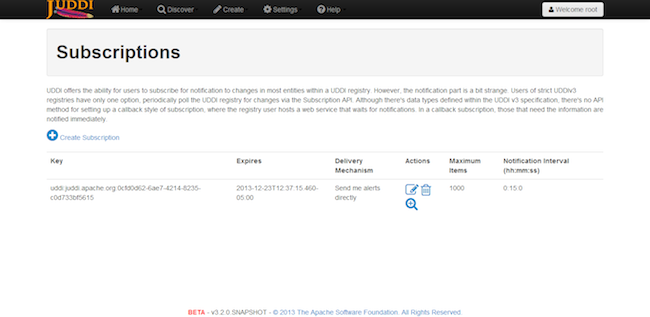 JUDDI Home Discover Create Settings Help Welcome root
Subscriptions
UDDI offers the ability for users to subscribe for notification to changes in most entities within a UDDI registry. However, the notification part is a bit strange. Users of strict UDDIv3
registries have only one option, periodically poll the UDDI registry for changes via the Subscription API. Although there's data types defined within the UDDI v3 specification, there's no API
method for setting up a callback style of subscription, where the registry user hosts a web service that waits for notifications. In a callback subscription, those that need the information are
notified immediately.
Create Subscription
Key Expires Delivery Actions Maximum Notification Interval
Mechanism Items (hh:mm:ss)
uddi:juddi.apache.org:0cfd0d62-6ae7-4214-8235- 2013-12-23T12:37:15.460- Send me alerts 1000 0:15:0
c0d733bf5615 05:00 directly
BETA - v3.2.0 SNAPSHOT - © 2013 The Apache Software Foundation. All Rights Reserved.